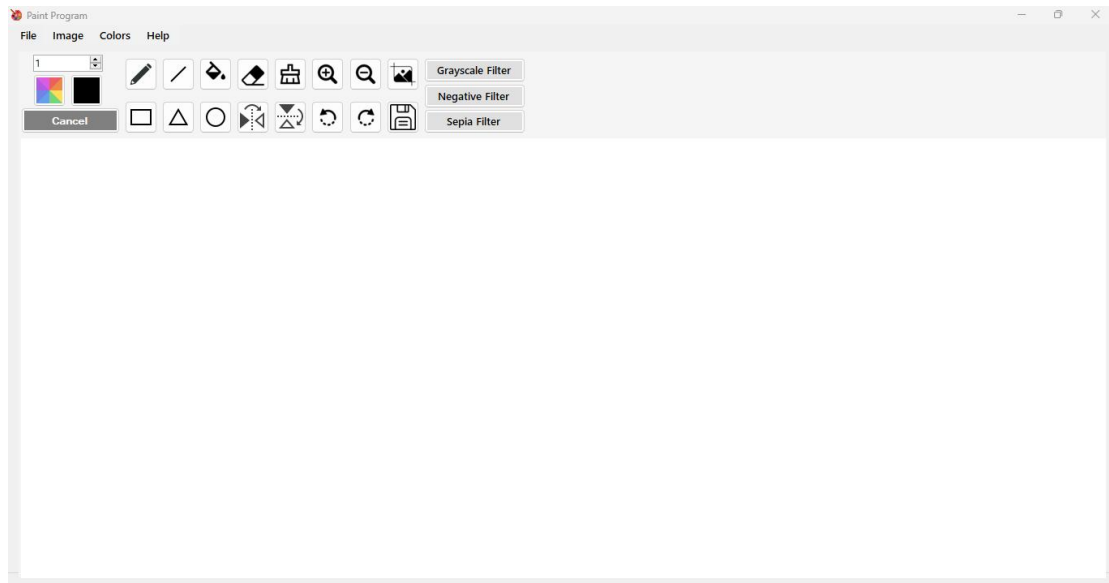 Paint Program
File Image Colors Help
1
Cancel
Grayscale Filter
Negative Filter
Sepia Filter